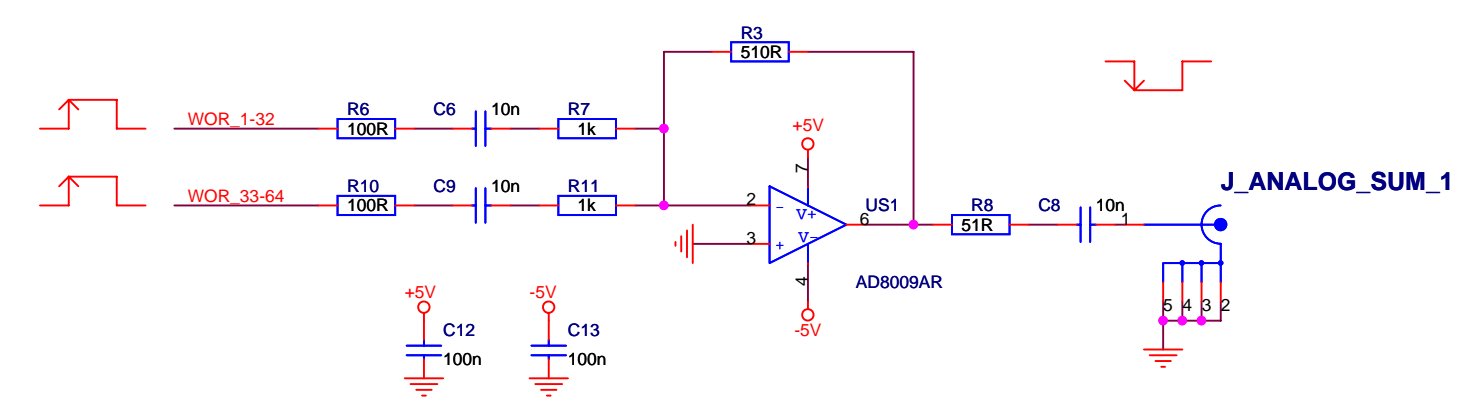 R3
510R
WOR_1-32
R6
100R
C6
10n
R7
1k
WOR_33-64
R10
100R
C9
10n
R11
1k
+5V
7
2
-
V+
3
+
V-
6
US1
4
-5V
AD8009AR
R8
51R
C8
10n
1
J_ANALOG_SUM_1
5
4
3
2
+5V
C12
100n
-5V
C13
100n